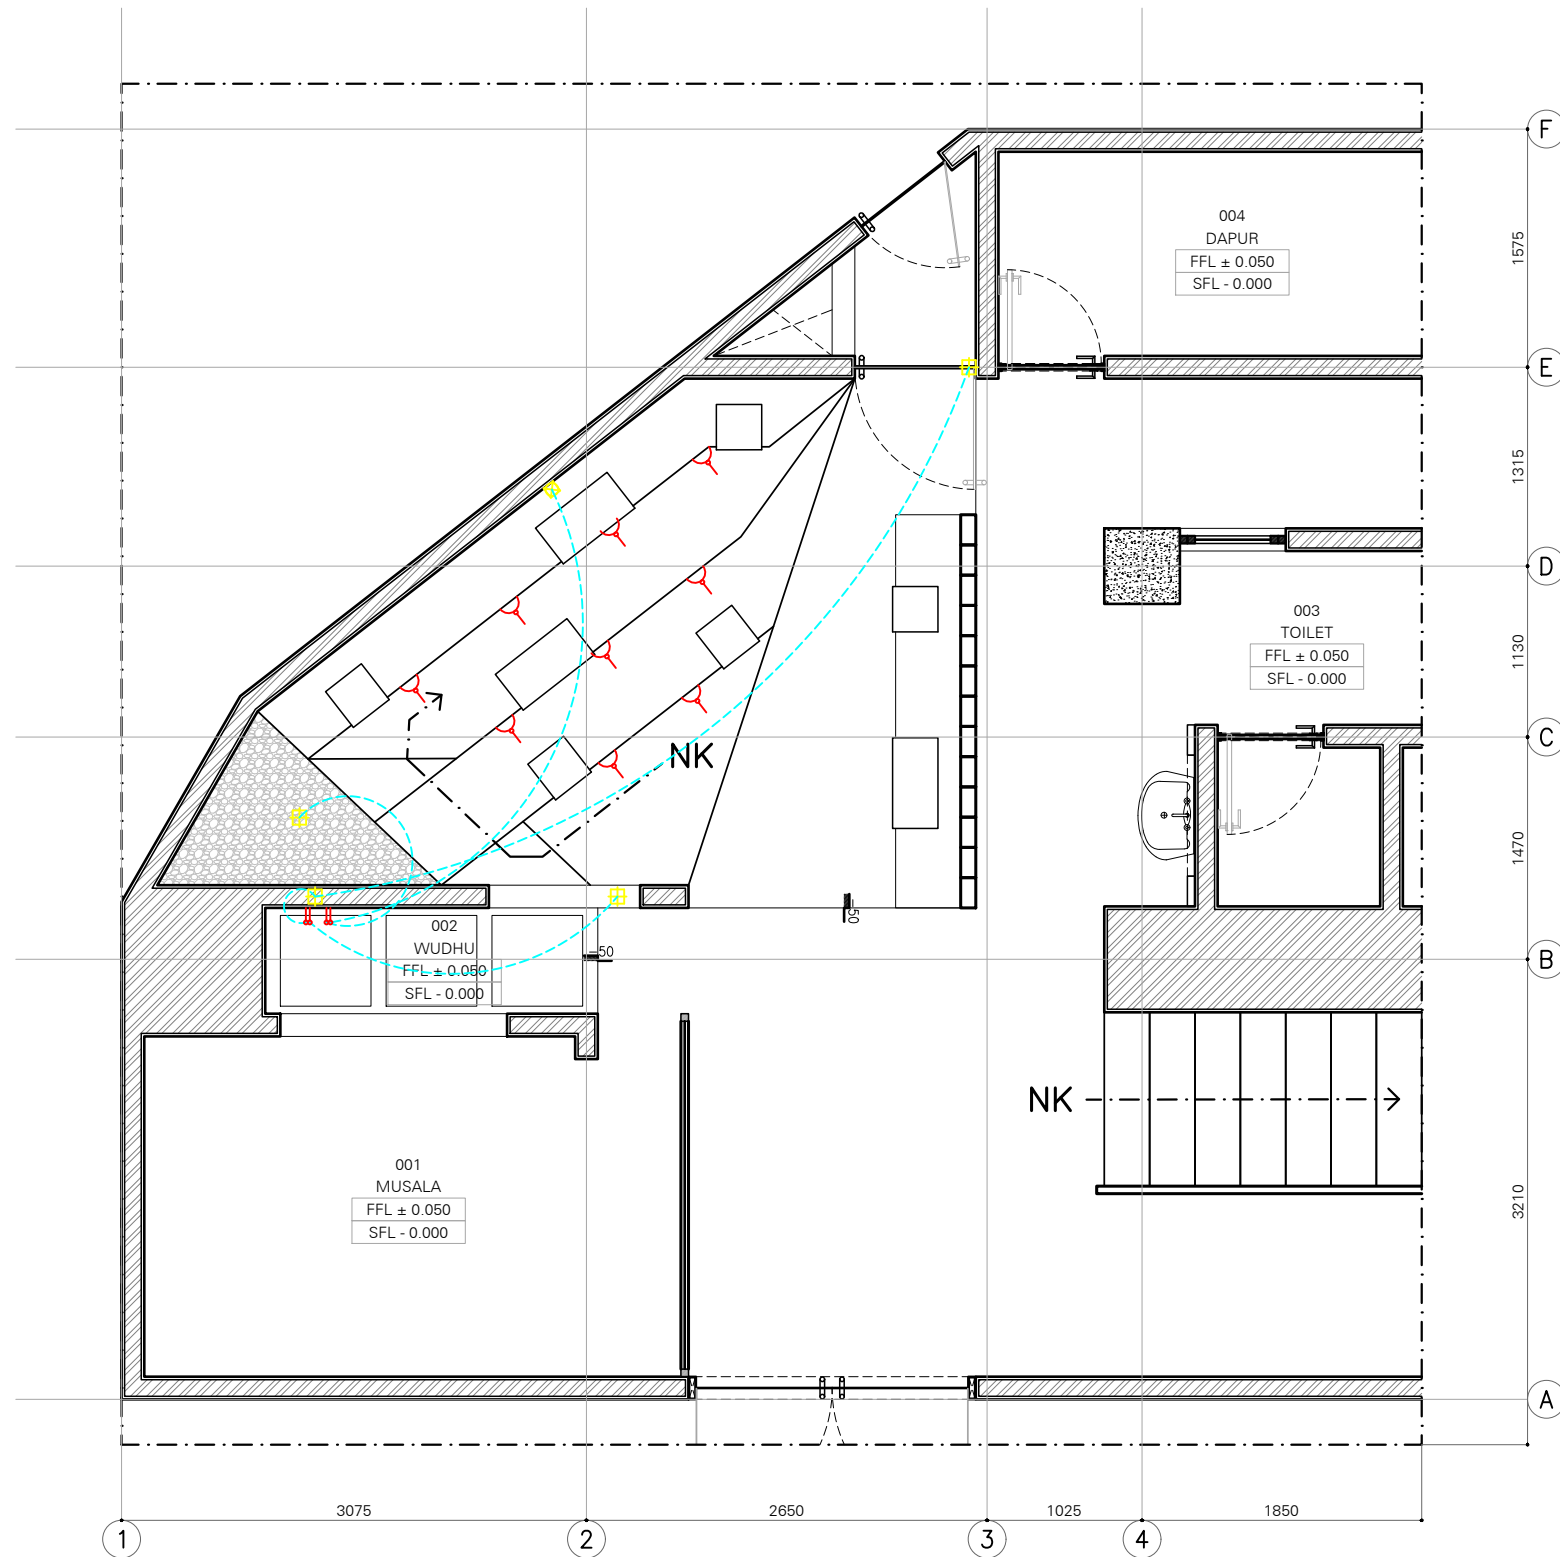 F
004
DAPUR
FFL ± 0.050
SFL - 0.000
1575
E
1315
D
003
TOILET
FFL ± 0.050
SFL - 0.000
1130
C
NK
1470
-50
002
WUDHU
FFL ± 0.050
SFL - 0.000
-50
B
NK
001
MUSALA
FFL ± 0.050
SFL - 0.000
3210
A
3075
2650
1025
1850
1
2
3
4